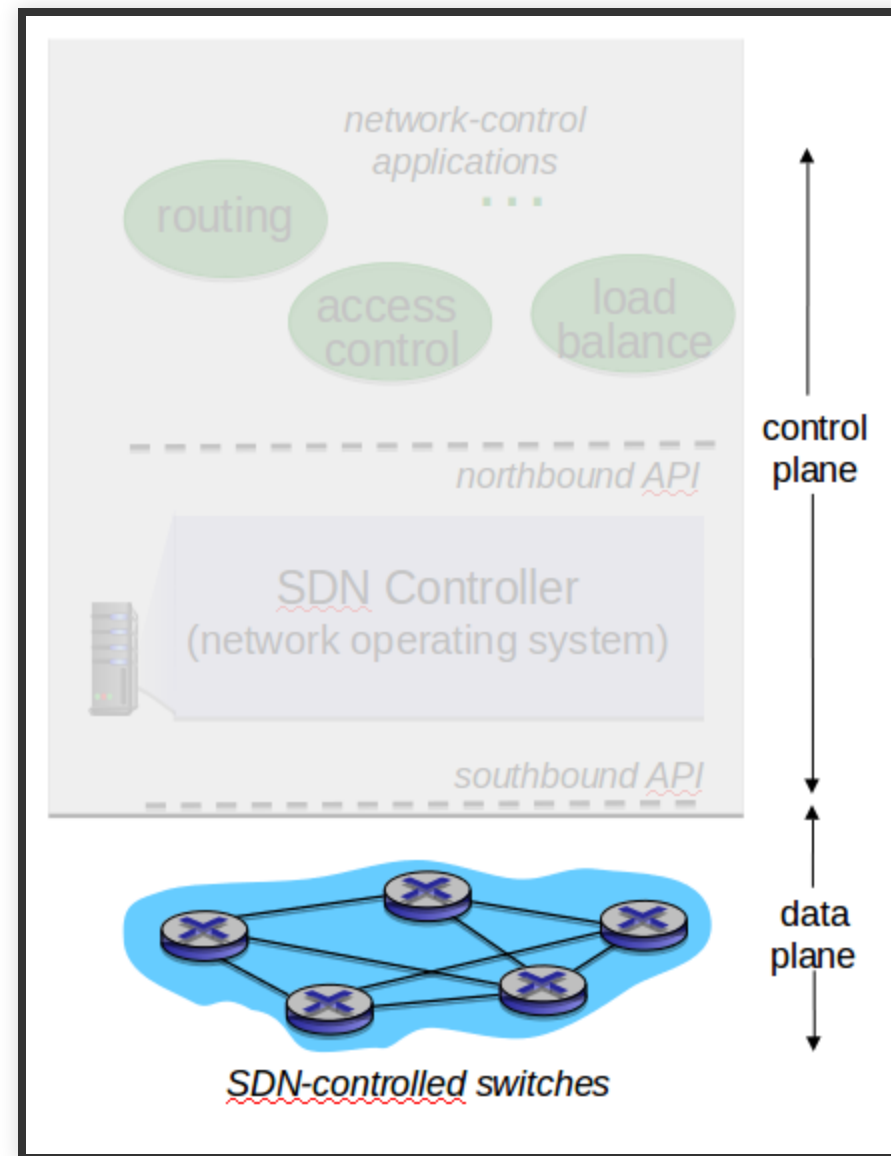 network-control
applications
...
routing
access
control
load
balance
control
plane
northbound API
SDN Controller
(network operating system)
southbound API
data
plane
SDN-controlled switches